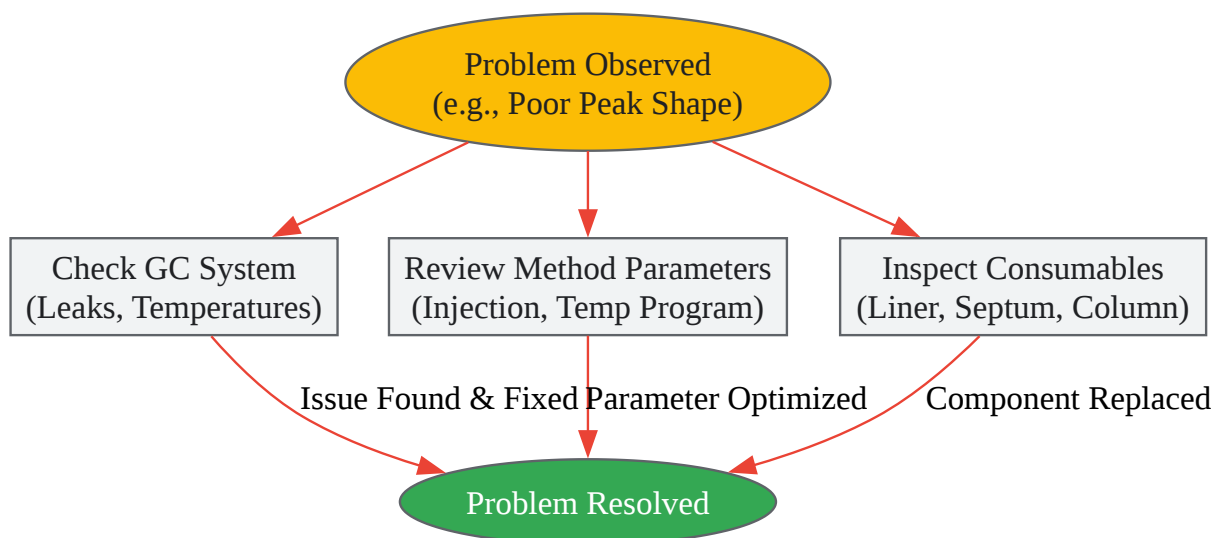 Problem Observed
(e.g., Poor Peak Shape)
Check GC System
(Leaks, Temperatures)
Review Method Parameters
(Injection, Temp Program)
Inspect Consumables
(Liner, Septum, Column)
Issue Found & Fixed
Parameter Optimized
Component Replaced
Problem Resolved